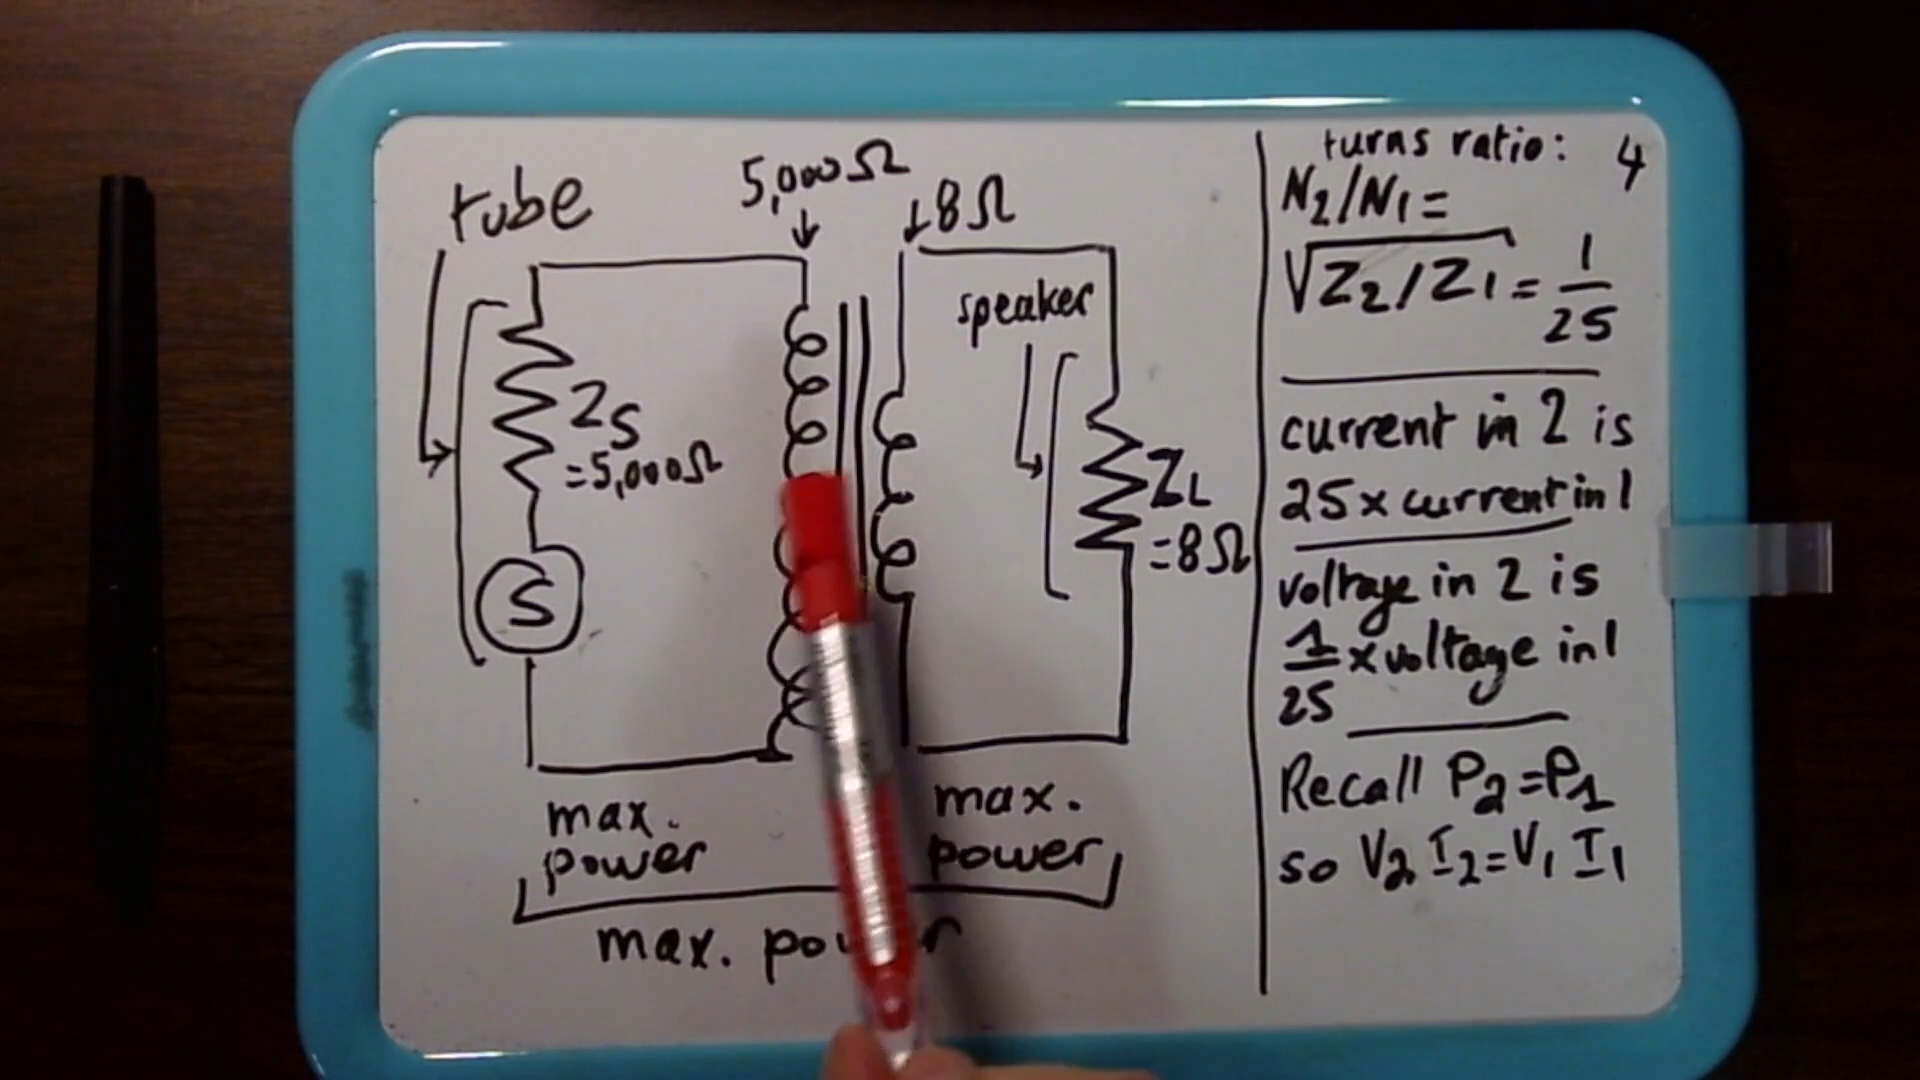 tube
5,000Ω
8Ω
speaker
ZS
=5,000Ω
S
ZL
=8Ω
max.
power
max.
power
max. power
turns ratio: 4
N2/N1=
√Z2/Z1 = 1/25
current in 2 is
25 x current in 1
voltage in 2 is
1/25 x voltage in 1
Recall P2=P1
so V2 I2=V1 I1